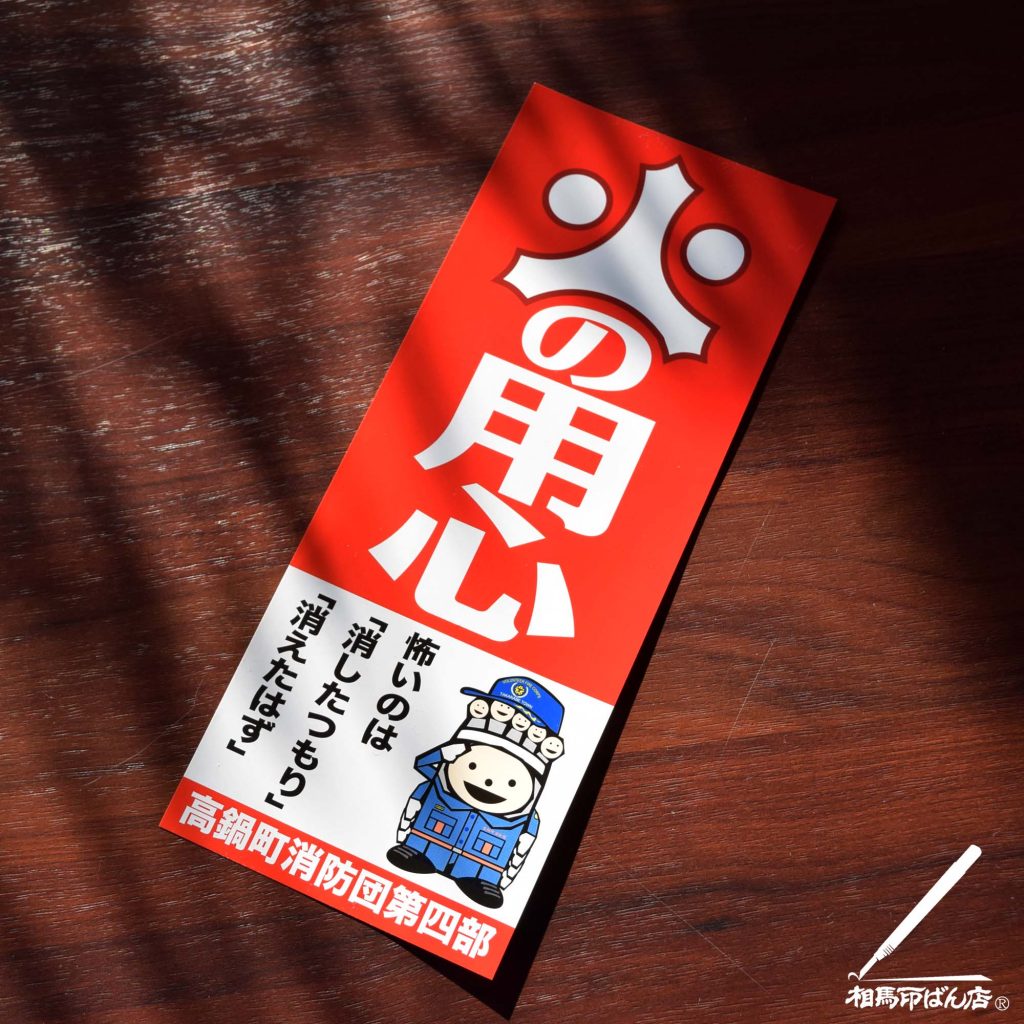 火の用心
怖いのは
「消したつもり」
「消えたはず」
高鍋町消防団第四部
相馬印ばん店®